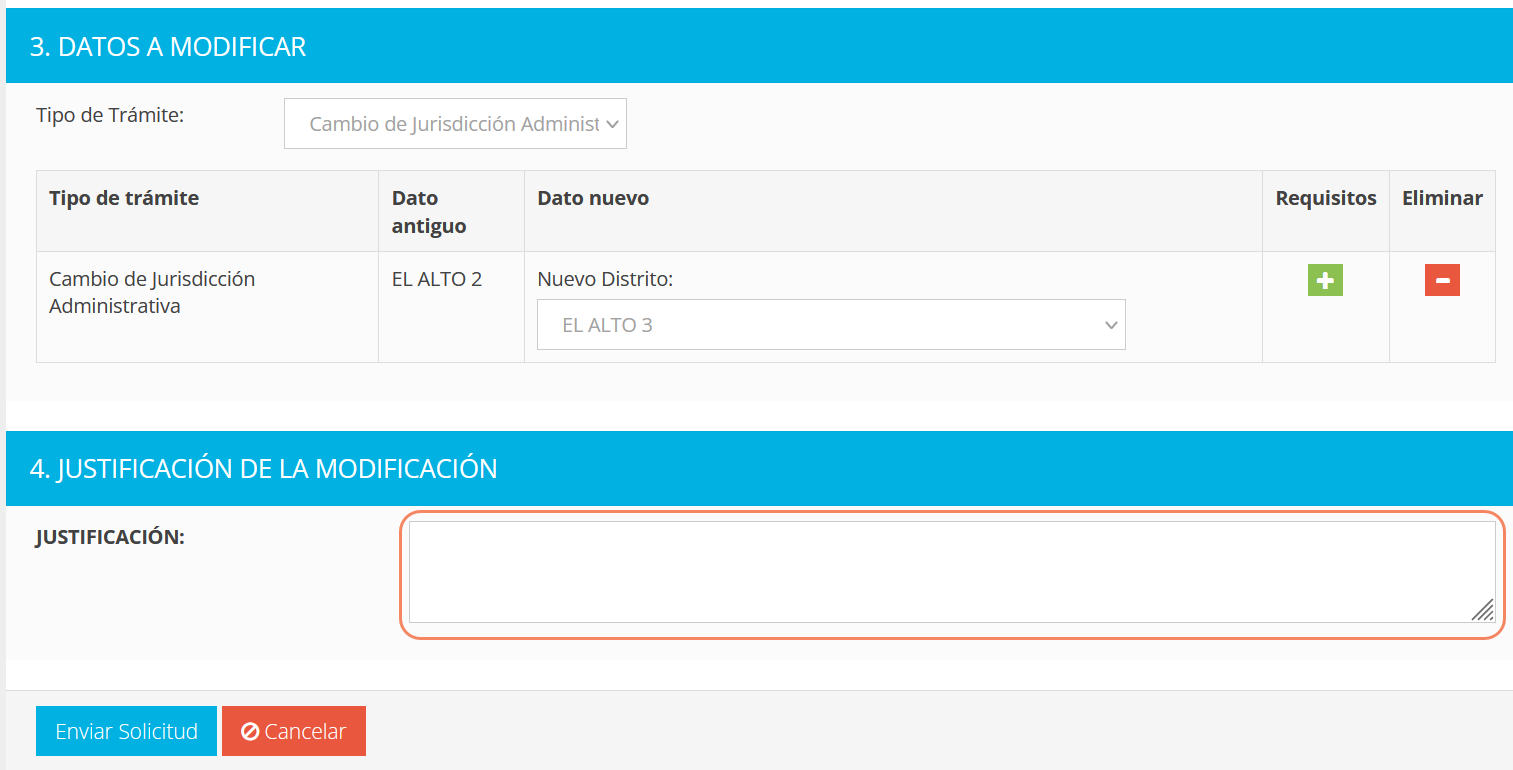 3. DATOS A MODIFICAR
Tipo de Trámite:
Cambio de Jurisdicción Administ
Tipo de trámite
Dato
antiguo
Dato nuevo
Requisitos
Eliminar
Cambio de Jurisdicción
Administrativa
EL ALTO 2
Nuevo Distrito:
EL ALTO 3
4. JUSTIFICACIÓN DE LA MODIFICACIÓN
JUSTIFICACIÓN:
Enviar Solicitud
Cancelar